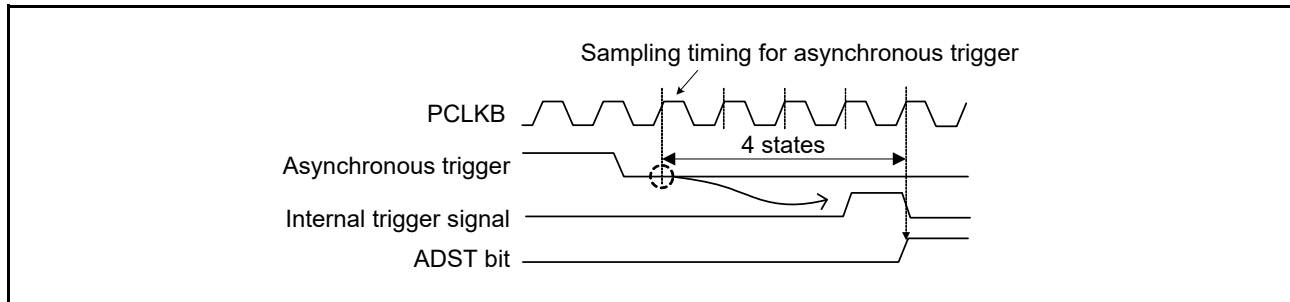 Sampling timing for asynchronous trigger
PCLKB
4 states
Asynchronous trigger
Internal trigger signal
ADST bit